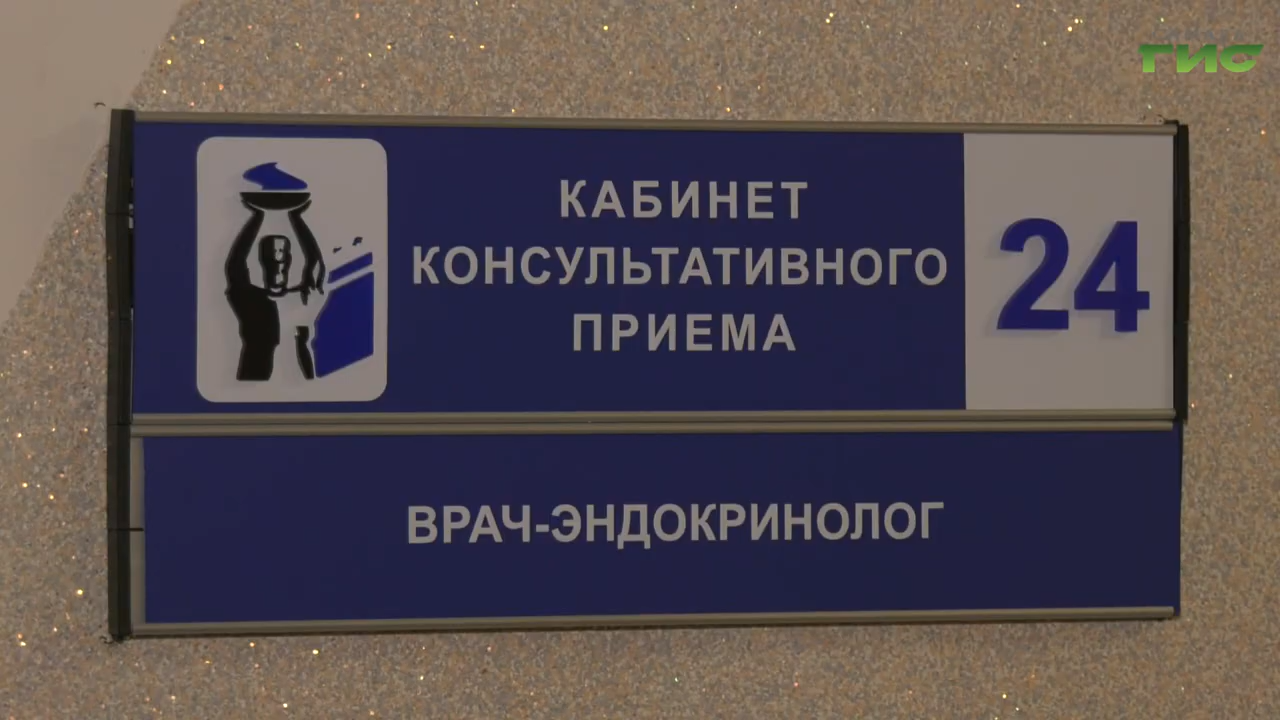 ГИС
КАБИНЕТ
КОНСУЛЬТАТИВНОГО
ПРИЕМА
24
ВРАЧ-ЭНДОКРИНОЛОГ